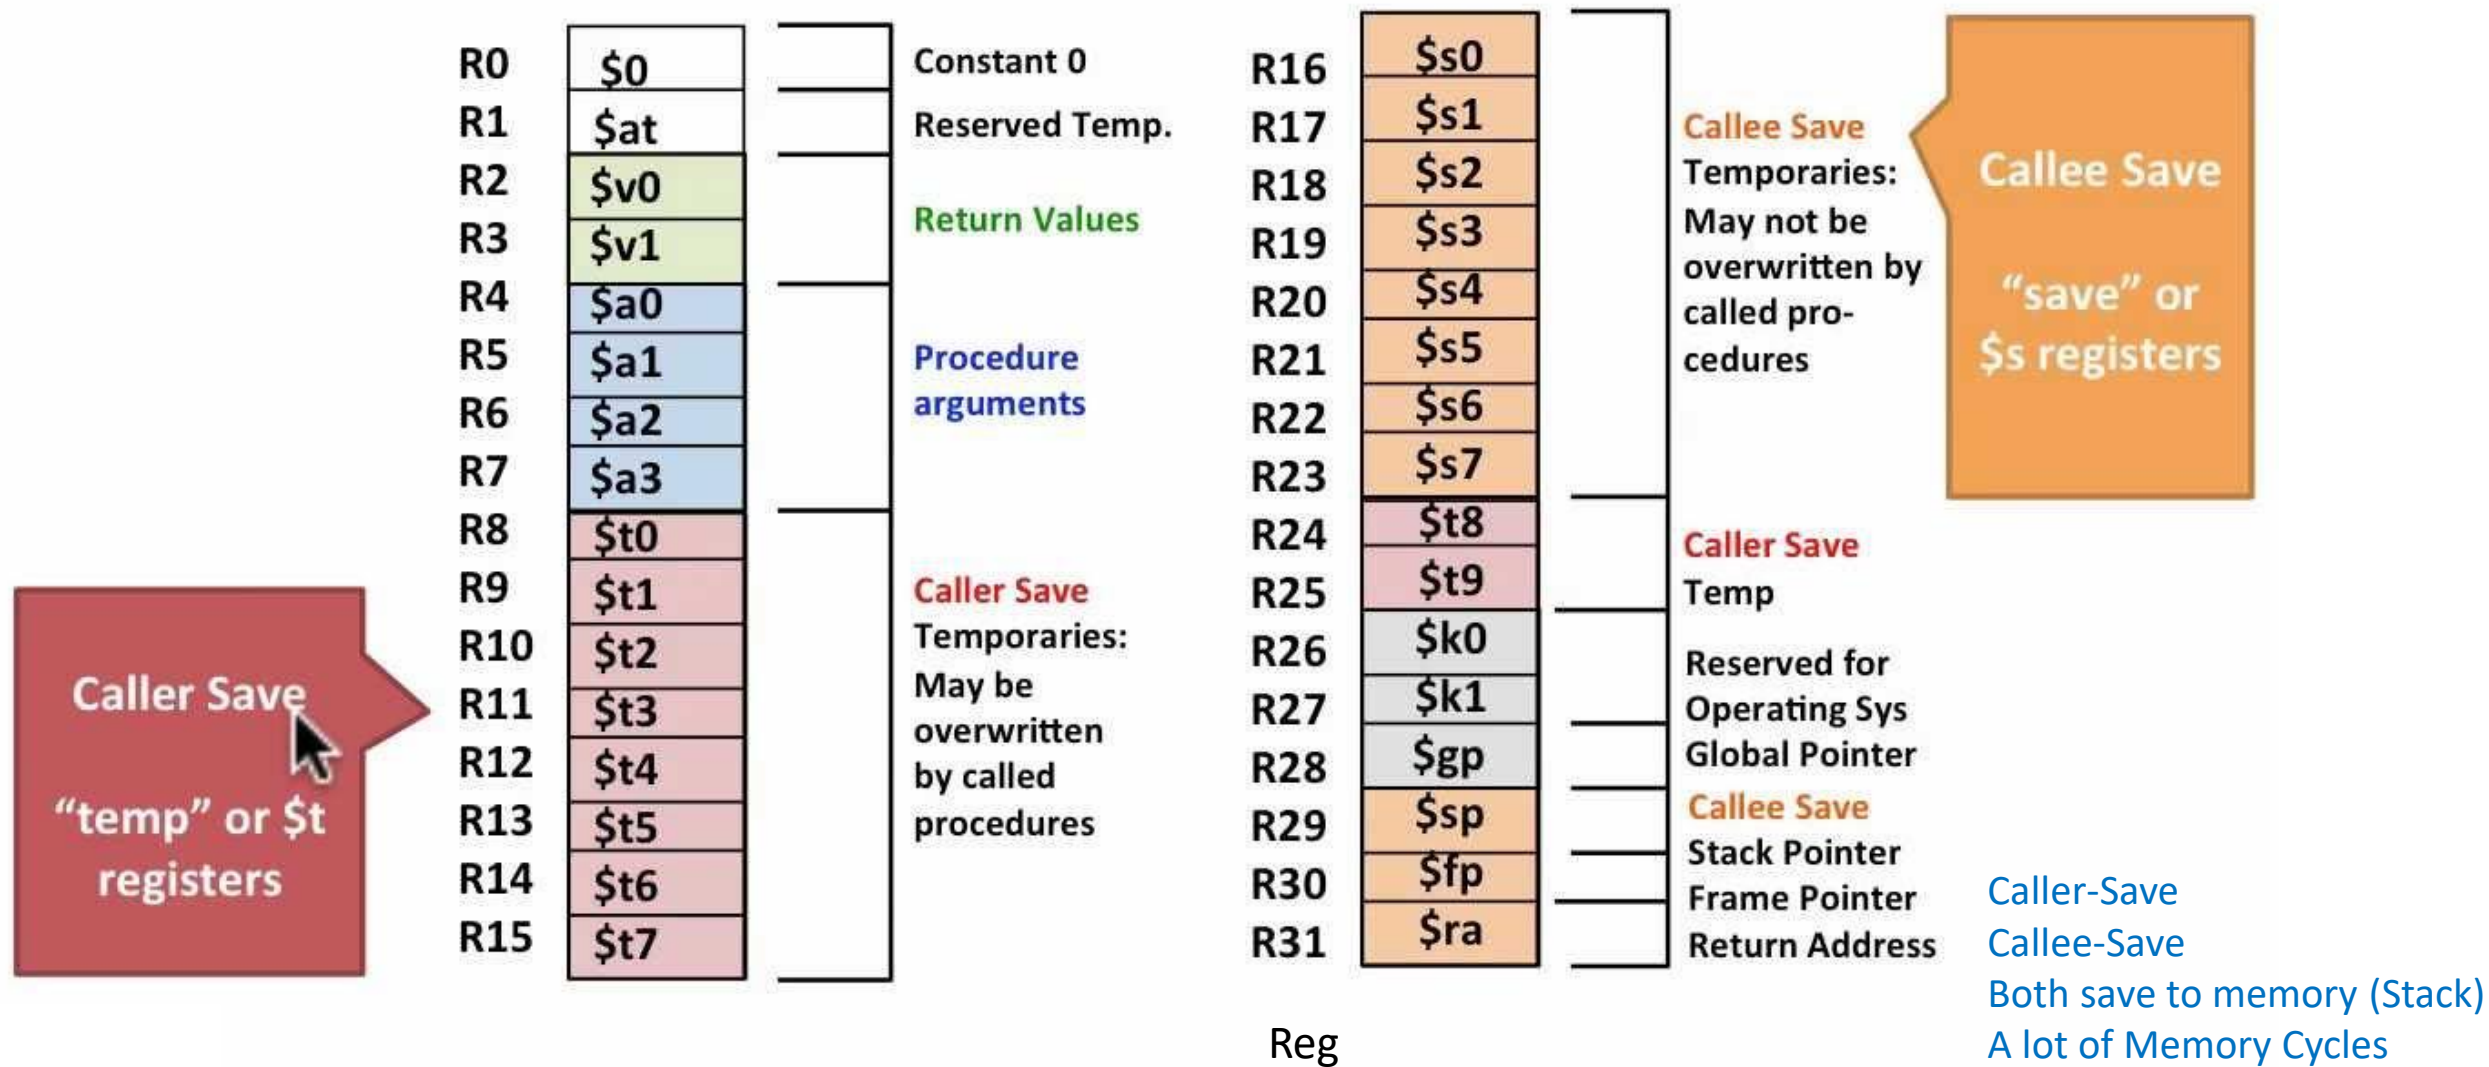 R0 $0 Constant 0
R1 $at Reserved Temp.
R2 $v0
R3 $v1
Return Values
R4 $a0
R5 $a1
R6 $a2
R7 $a3
Procedure
arguments
R8 $t0
R9 $t1
R10 $t2
R11 $t3
R12 $t4
R13 $t5
R14 $t6
R15 $t7
Caller Save
Temporaries:
May be
overwritten
by called
procedures
Caller Save
“temp” or $t
registers
R16 $s0
R17 $s1
R18 $s2
R19 $s3
R20 $s4
R21 $s5
R22 $s6
R23 $s7
Callee Save
Temporaries:
May not be
overwritten by
called pro-
cedures
Callee Save
“save” or
$s registers
R24 $t8
R25 $t9
Caller Save
Temp
R26 $k0
R27 $k1
Reserved for
Operating Sys
R28 $gp
Global Pointer
R29 $sp
R30 $fp
R31 $ra
Callee Save
Stack Pointer
Frame Pointer
Return Address
Caller-Save
Callee-Save
Both save to memory (Stack)
A lot of Memory Cycles
Reg